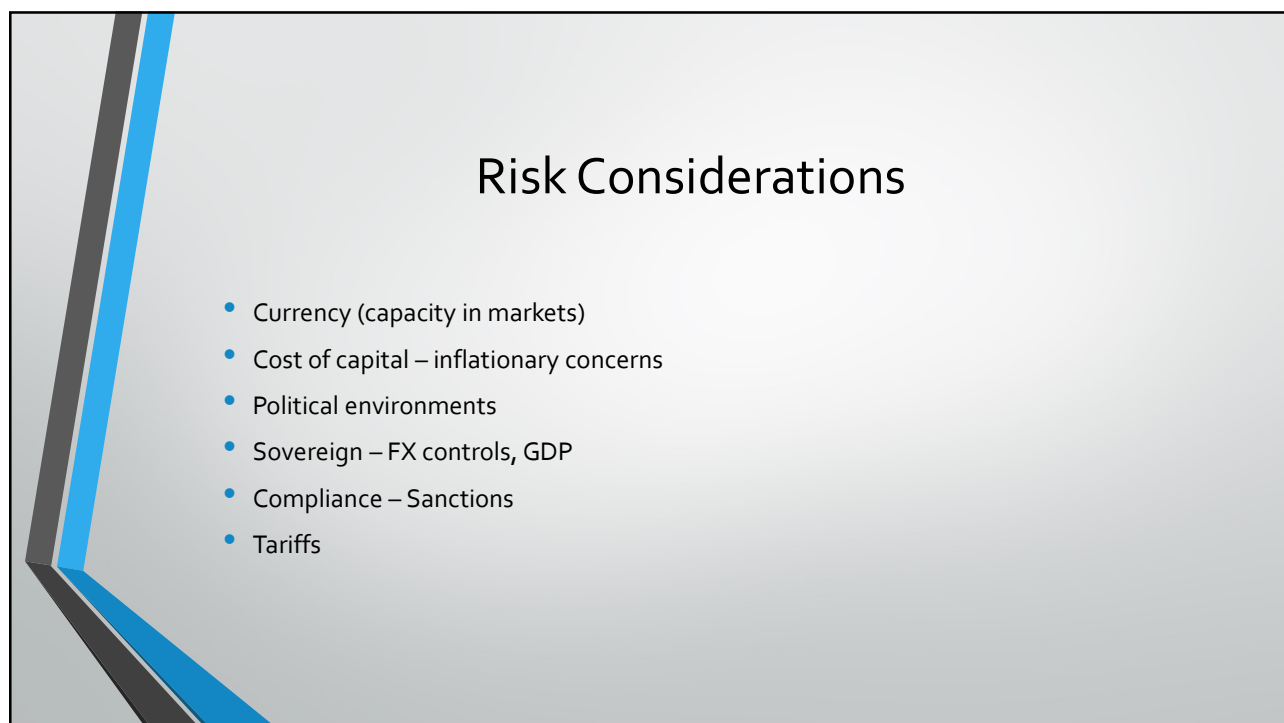 Risk Considerations
• Currency (capacity in markets)
• Cost of capital – inflationary concerns
• Political environments
• Sovereign – FX controls, GDP
• Compliance – Sanctions
• Tariffs